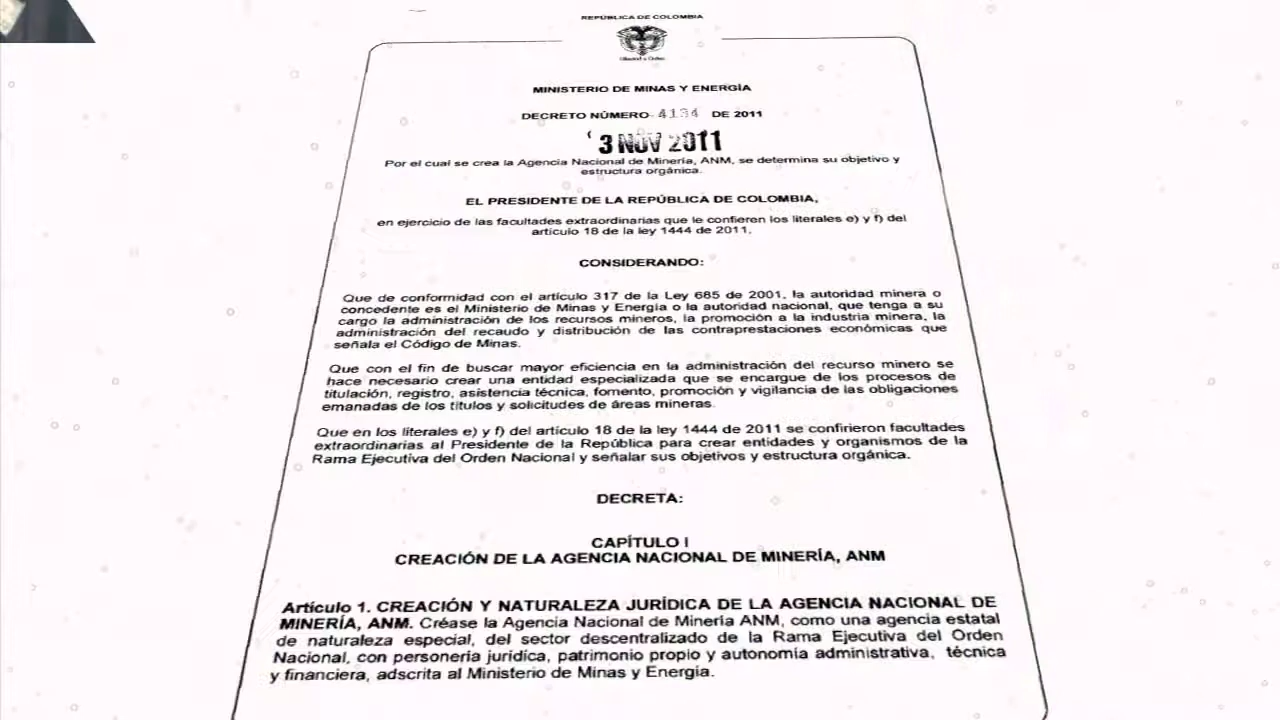 REPÚBLICA DE COLOMBIA
Libertad y Orden
MINISTERIO DE MINAS Y ENERGÍA
DECRETO NÚMERO 4134 DE 2011
3 NOV 2011
Por el cual se crea la Agencia Nacional de Minería, ANM, se determina su objetivo y
estructura orgánica.
EL PRESIDENTE DE LA REPÚBLICA DE COLOMBIA,
en ejercicio de las facultades extraordinarias que le confieren los literales e) y f) del
artículo 18 de la ley 1444 de 2011,
CONSIDERANDO:
Que de conformidad con el artículo 317 de la Ley 685 de 2001, la autoridad minera o
concedente es el Ministerio de Minas y Energía o la autoridad nacional, que tenga a su
cargo la administración de los recursos mineros, la promoción a la industria minera, la
administración del recaudo y distribución de las contraprestaciones económicas que
señala el Código de Minas.
Que con el fin de buscar mayor eficiencia en la administración del recurso minero se
hace necesario crear una entidad especializada que se encargue de los procesos de
titulación, registro, asistencia técnica, fomento, promoción y vigilancia de las obligaciones
emanadas de los títulos y solicitudes de áreas mineras.
Que en los literales e) y f) del artículo 18 de la ley 1444 de 2011 se confirieron facultades
extraordinarias al Presidente de la República para crear entidades y organismos de la
Rama Ejecutiva del Orden Nacional y señalar sus objetivos y estructura orgánica.
DECRETA:
CAPÍTULO I
CREACIÓN DE LA AGENCIA NACIONAL DE MINERÍA, ANM
Artículo 1. CREACIÓN Y NATURALEZA JURÍDICA DE LA AGENCIA NACIONAL DE
MINERÍA, ANM. Créase la Agencia Nacional de Minería ANM, como una agencia estatal
de naturaleza especial, del sector descentralizado de la Rama Ejecutiva del Orden
Nacional, con personería jurídica, patrimonio propio y autonomía administrativa, técnica
y financiera, adscrita al Ministerio de Minas y Energía.